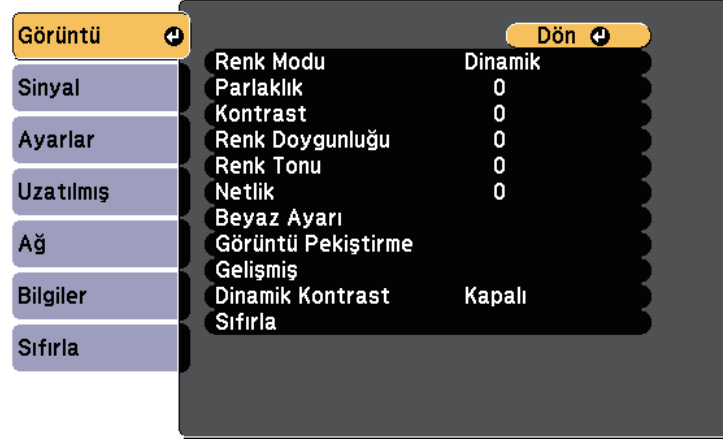 Görüntü
Sinyal
Ayarlar
Uzatılmış
Ağ
Bilgiler
Sıfırla
Dön
Renk Modu Dinamik
Parlaklık 0
Kontrast 0
Renk Doygunluğu 0
Renk Tonu 0
Netlik 0
Beyaz Ayarı
Görüntü Pekiştirme
Gelişmiş
Dinamik Kontrast Kapalı
Sıfırla